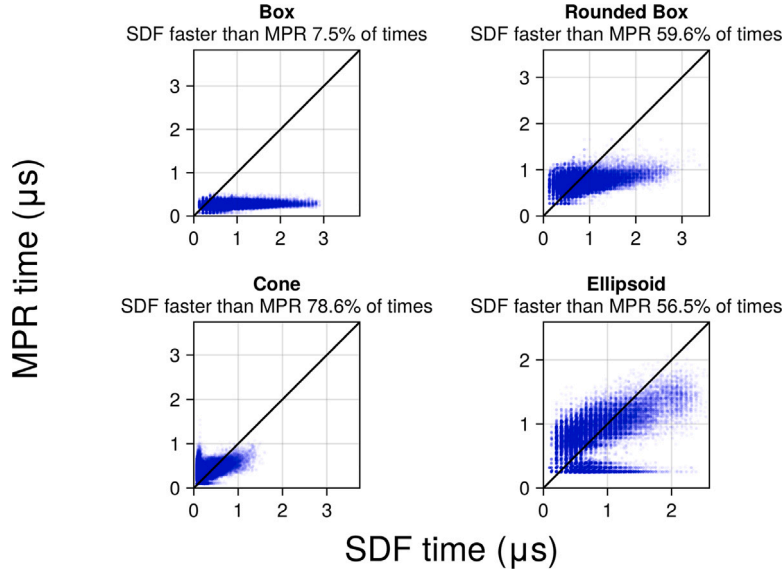 Box
SDF faster than MPR 7.5% of times
3
2
1
0
0 1 2 3
Rounded Box
SDF faster than MPR 59.6% of times
3
2
1
0
0 1 2 3
Cone
SDF faster than MPR 78.6% of times
3
2
1
0
0 1 2 3
Ellipsoid
SDF faster than MPR 56.5% of times
2
1
0
0 1 2
MPR time (µs)
SDF time (µs)